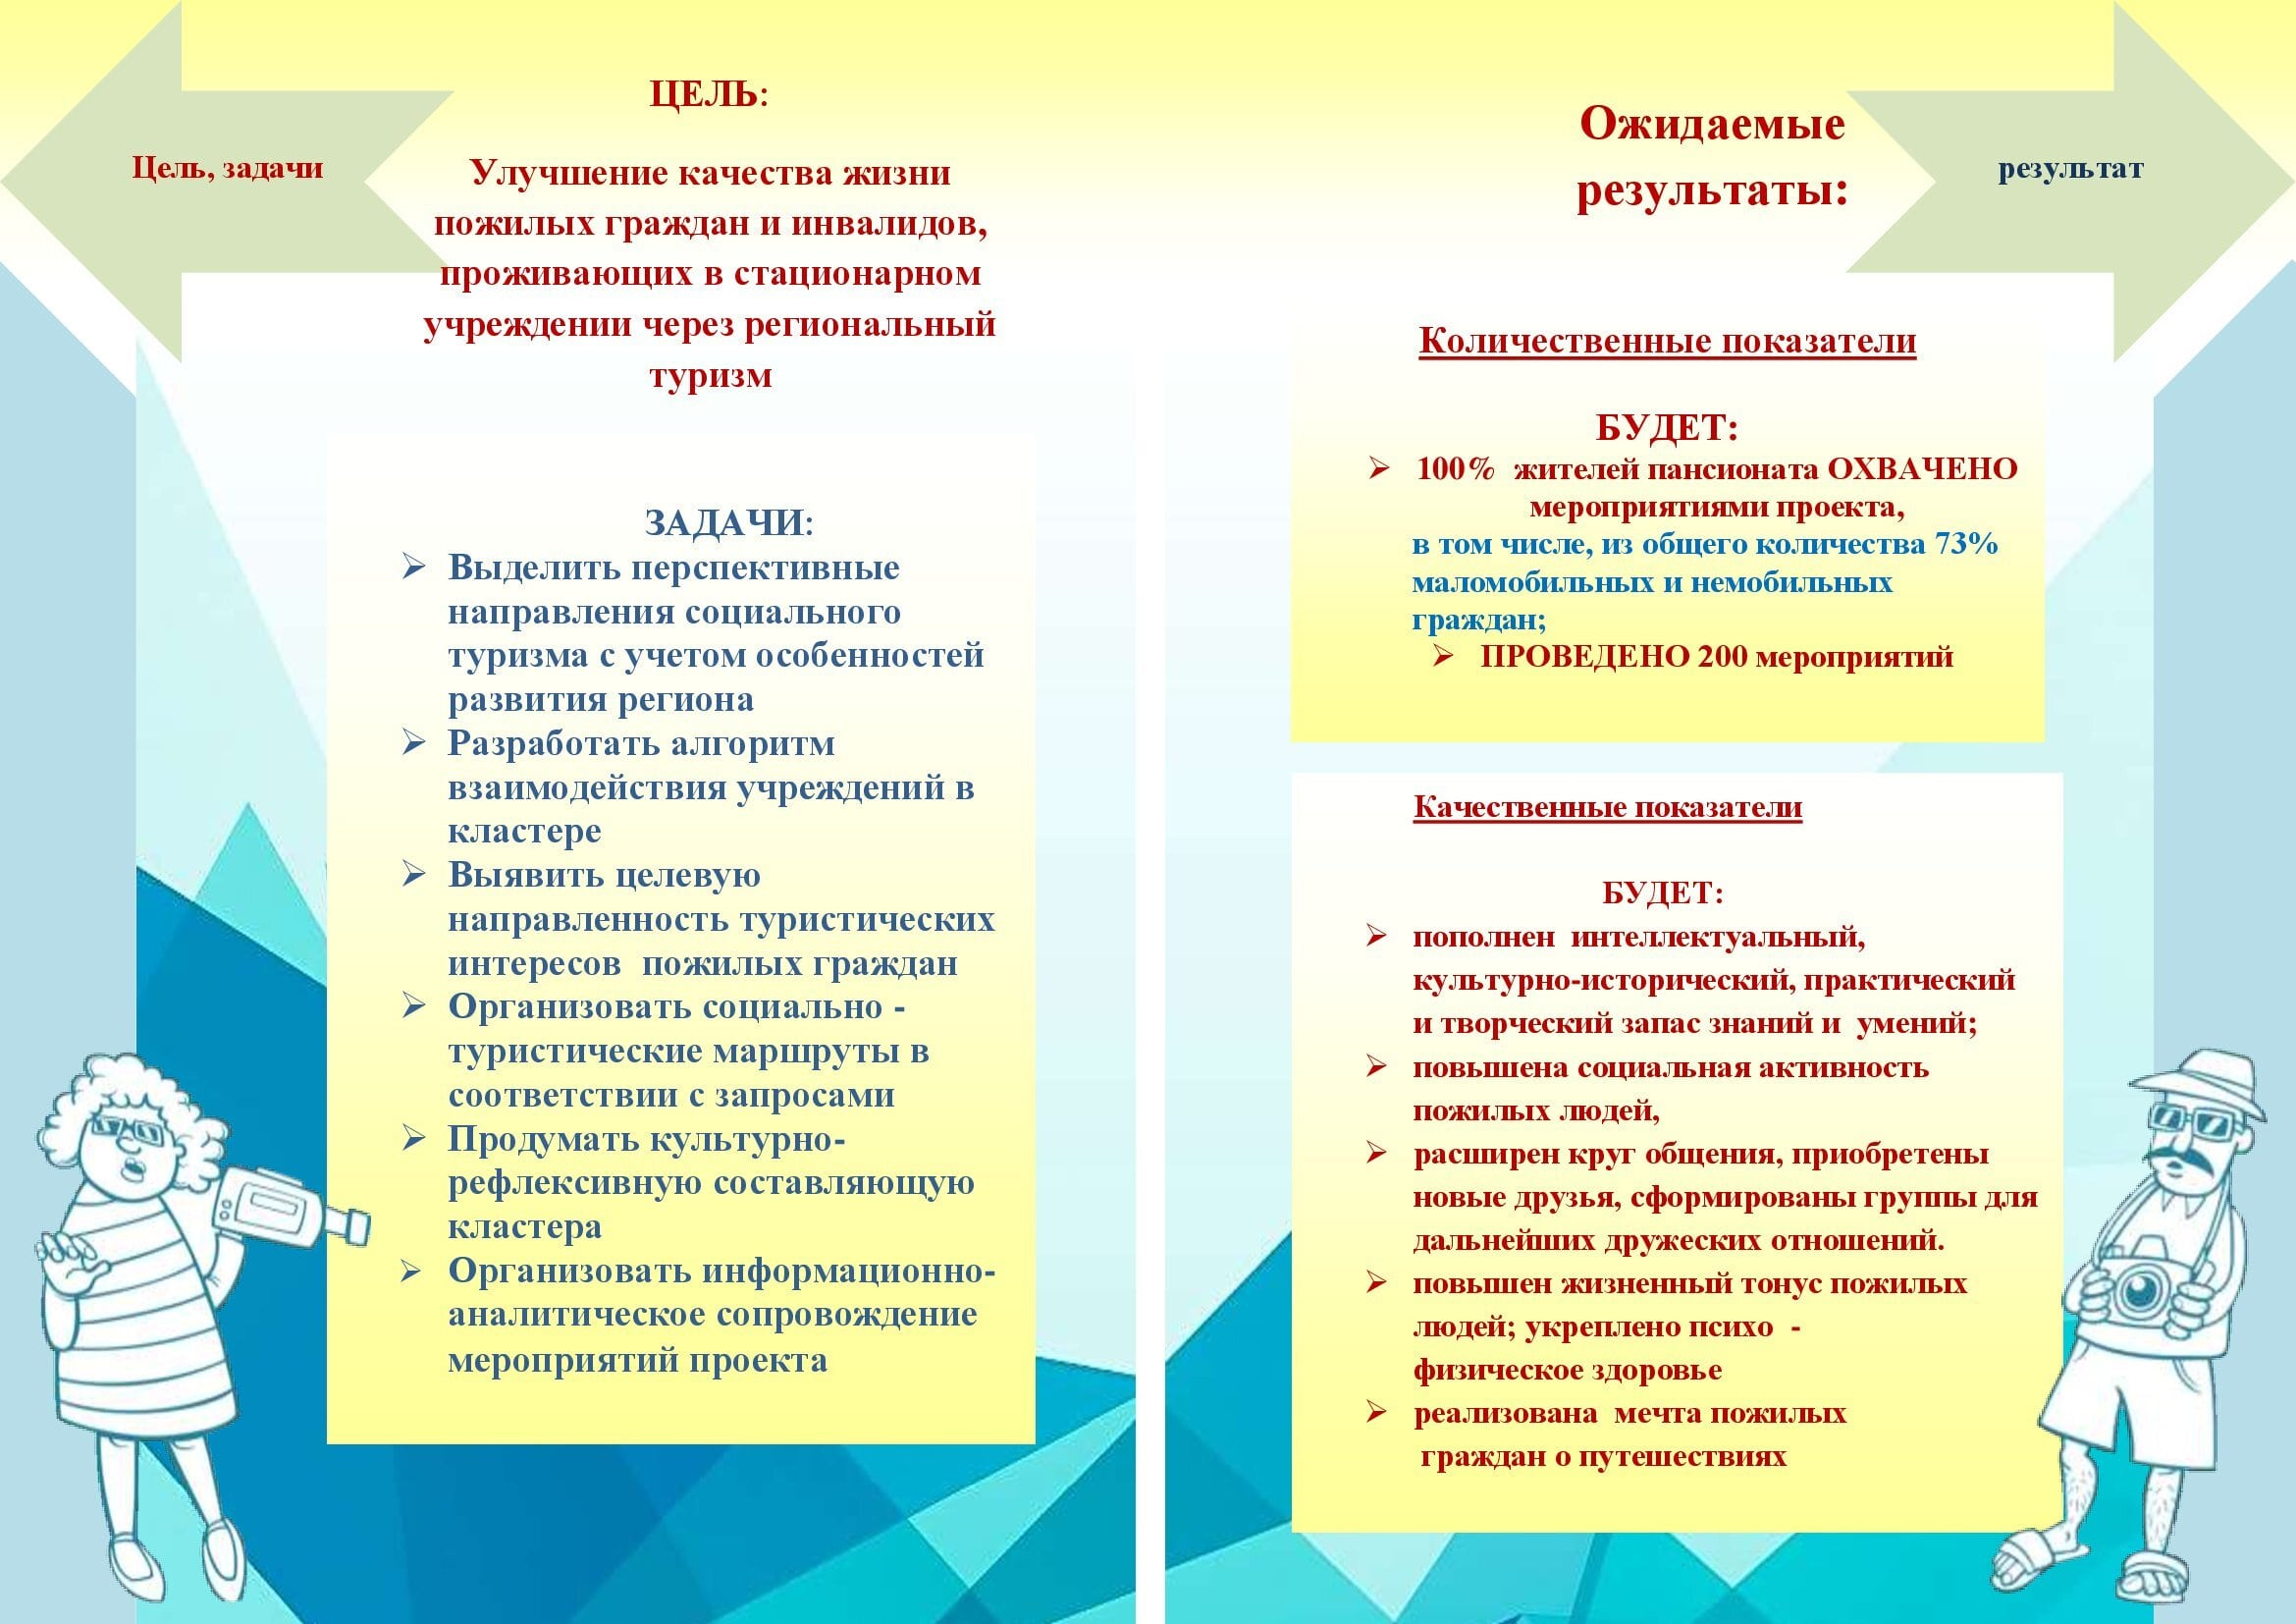 Цель, задачи
ЦЕЛЬ:
Улучшение качества жизни
пожилых граждан и инвалидов,
проживающих в стационарном
учреждении через региональный
туризм
ЗАДАЧИ:
➢ Выделить перспективные
направления социального
туризма с учетом особенностей
развития региона
➢ Разработать алгоритм
взаимодействия учреждений в
кластере
➢ Выявить целевую
направленность туристических
интересов пожилых граждан
➢ Организовать социально -
туристические маршруты в
соответствии с запросами
➢ Продумать культурно-
рефлексивную составляющую
кластера
➢ Организовать информационно-
аналитическое сопровождение
мероприятий проекта
Ожидаемые
результаты:
результат
Количественные показатели
БУДЕТ:
➢ 100% жителей пансионата ОХВАЧЕНО
мероприятиями проекта,
в том числе, из общего количества 73%
маломобильных и немобильных
граждан;
➢ ПРОВЕДЕНО 200 мероприятий
Качественные показатели
БУДЕТ:
➢ пополнен интеллектуальный,
культурно-исторический, практический
и творческий запас знаний и умений;
➢ повышена социальная активность
пожилых людей,
➢ расширен круг общения, приобретены
новые друзья, сформированы группы для
дальнейших дружеских отношений.
➢ повышен жизненный тонус пожилых
людей; укреплено психо -
физическое здоровье
➢ реализована мечта пожилых
граждан о путешествиях